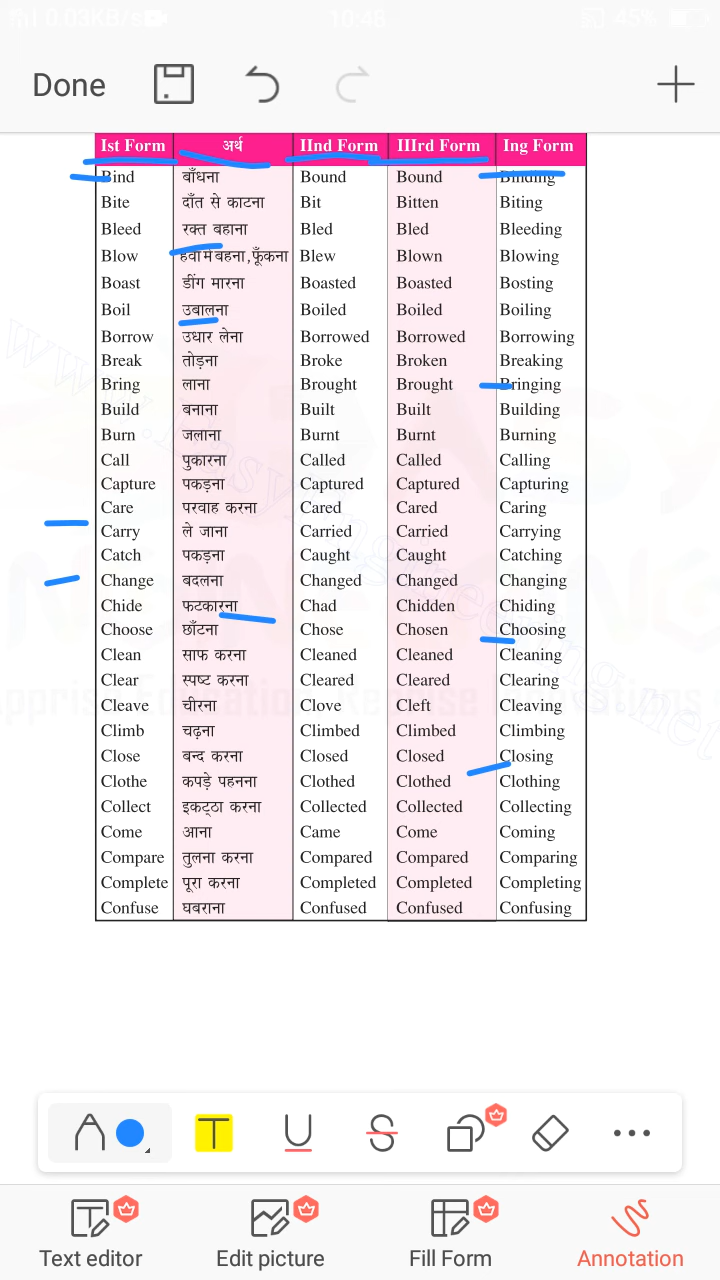 0.03KB/s 10:48 45%
Done
Ist Form अर्थ IInd Form IIIrd Form Ing Form
Bind बाँधना Bound Bound Binding
Bite दाँत से काटना Bit Bitten Biting
Bleed रक्त बहाना Bled Bled Bleeding
Blow हवा में बहना, फूँकना Blew Blown Blowing
Boast डींग मारना Boasted Boasted Bosting
Boil उबालना Boiled Boiled Boiling
Borrow उधार लेना Borrowed Borrowed Borrowing
Break तोड़ना Broke Broken Breaking
Bring लाना Brought Brought Bringing
Build बनाना Built Built Building
Burn जलाना Burnt Burnt Burning
Call पुकारना Called Called Calling
Capture पकड़ना Captured Captured Capturing
Care परवाह करना Cared Cared Caring
Carry ले जाना Carried Carried Carrying
Catch पकड़ना Caught Caught Catching
Change बदलना Changed Changed Changing
Chide फटकारना Chad Chidden Chiding
Choose छाँटना Chose Chosen Choosing
Clean साफ करना Cleaned Cleaned Cleaning
Clear स्पष्ट करना Cleared Cleared Clearing
Cleave चीरना Clove Cleft Cleaving
Climb चढ़ना Climbed Climbed Climbing
Close बन्द करना Closed Closed Closing
Clothe कपड़े पहनना Clothed Clothed Clothing
Collect इकट्ठा करना Collected Collected Collecting
Come आना Came Come Coming
Compare तुलना करना Compared Compared Comparing
Complete पूरा करना Completed Completed Completing
Confuse घबराना Confused Confused Confusing
T U S
Text editor Edit picture Fill Form Annotation